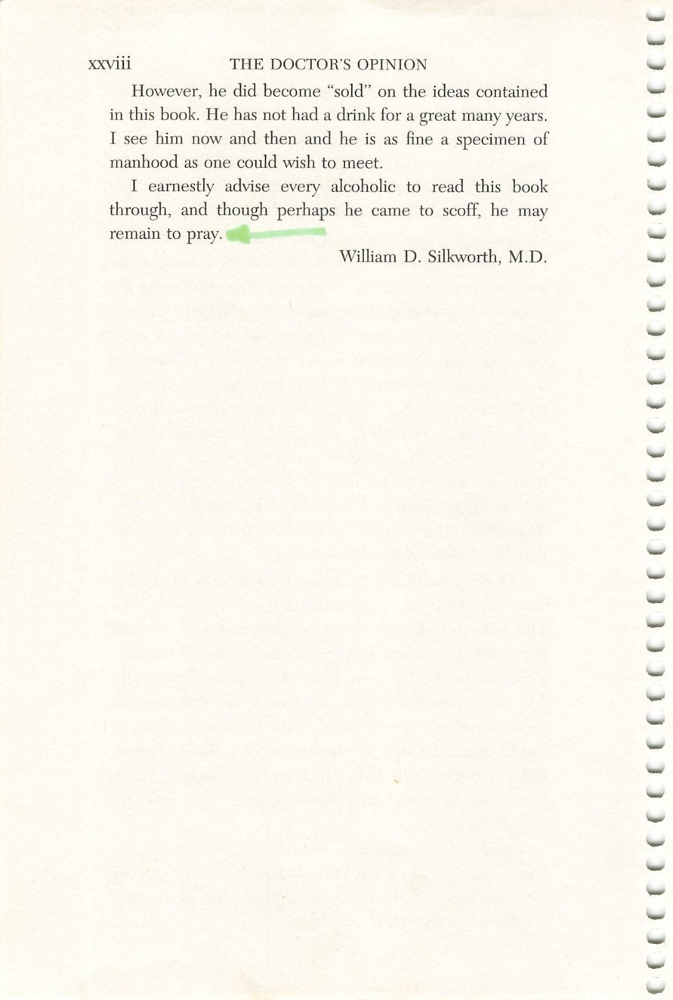 xxviii THE DOCTOR'S OPINION
However, he did become “sold” on the ideas contained
in this book. He has not had a drink for a great many years.
I see him now and then and he is as fine a specimen of
manhood as one could wish to meet.
I earnestly advise every alcoholic to read this book
through, and though perhaps he came to scoff, he may
remain to pray.
William D. Silkworth, M.D.